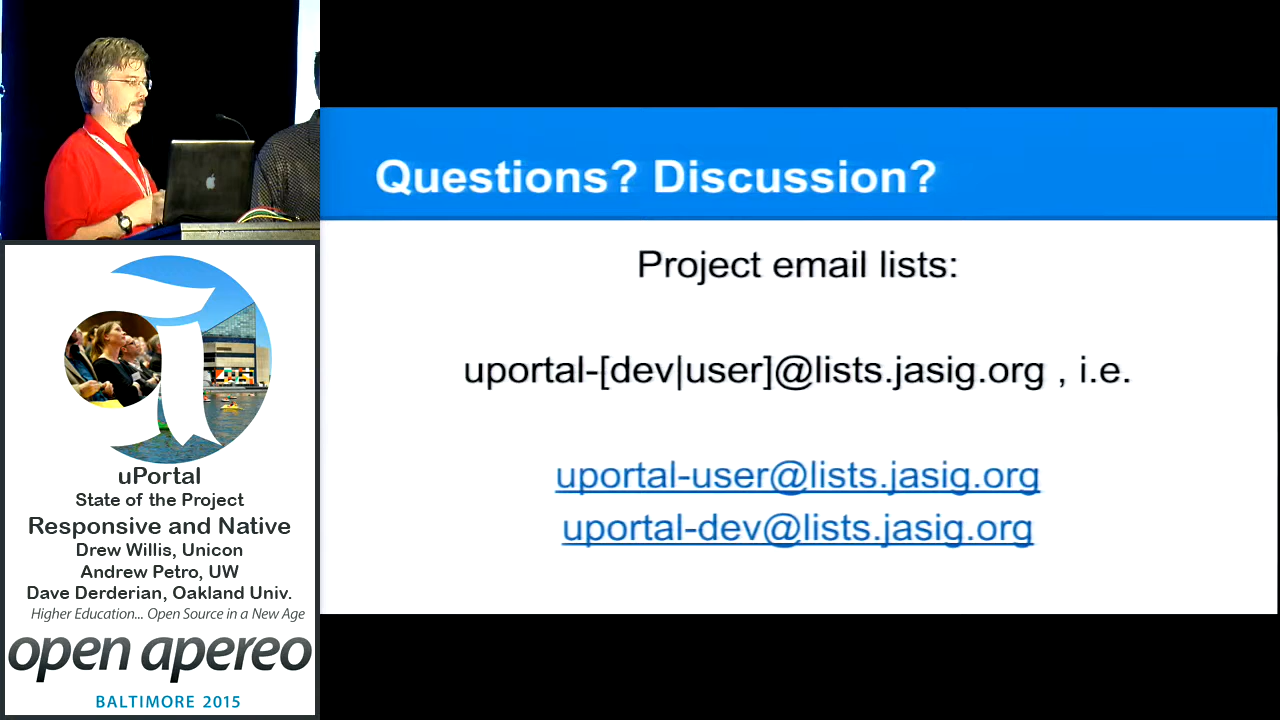 Questions? Discussion?
Project email lists:
uportal-[dev|user]@lists.jasig.org , i.e.
uportal-user@lists.jasig.org
uportal-dev@lists.jasig.org
uPortal
State of the Project
Responsive and Native
Drew Willis, Unicon
Andrew Petro, UW
Dave Derderian, Oakland Univ.
Higher Education... Open Source in a New Age
open apereo
BALTIMORE 2015